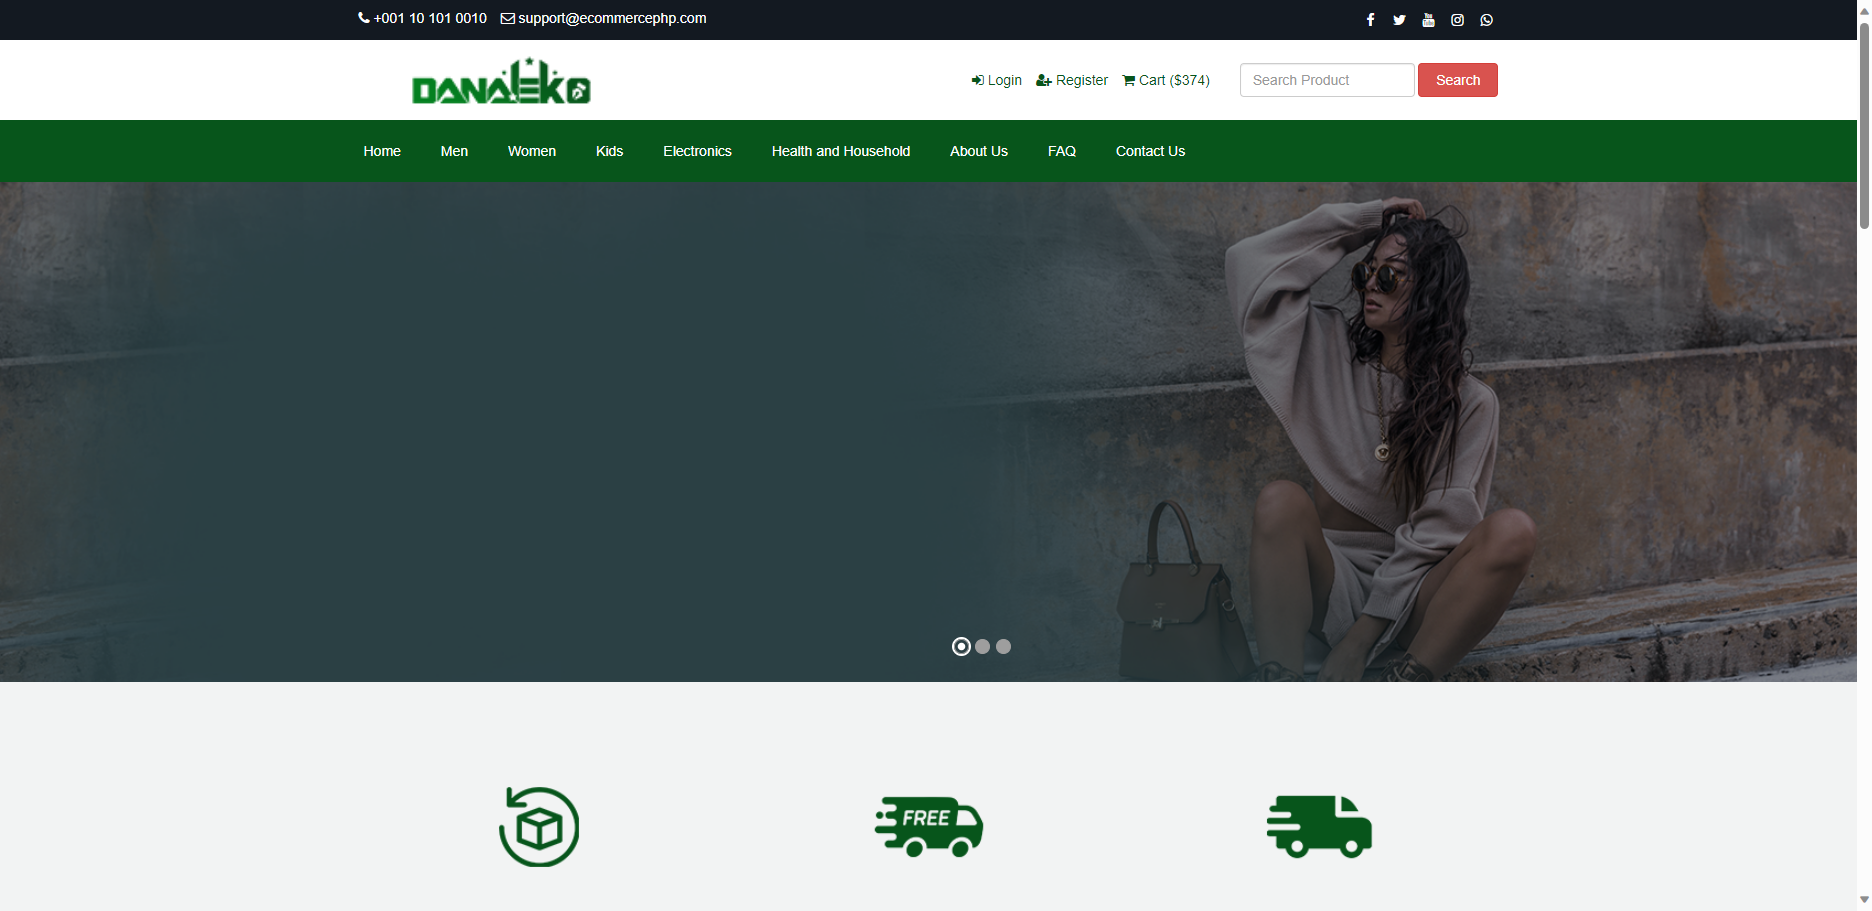 +001 10 101 0010 support@ecommercephp.com
DANALEKO
Login Register Cart ($374) Search Product Search
Home Men Women Kids Electronics Health and Household About Us FAQ Contact Us
FREE